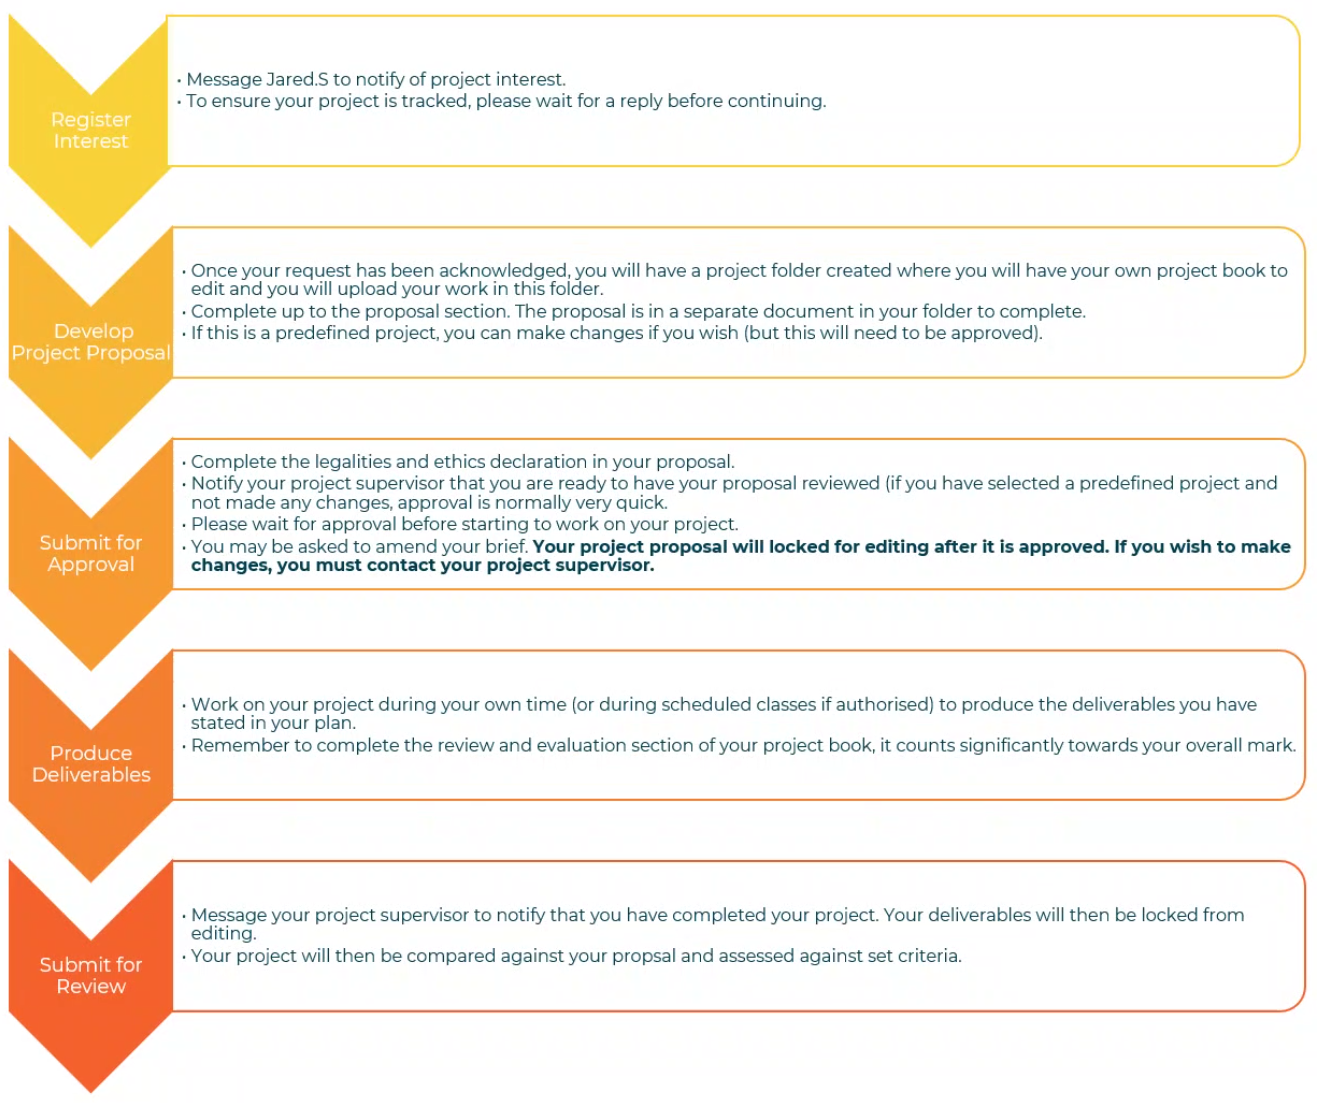 Register
Interest
• Message Jared.S to notify of project interest.
• To ensure your project is tracked, please wait for a reply before continuing.
Develop
Project Proposal
• Once your request has been acknowledged, you will have a project folder created where you will have your own project book to
edit and you will upload your work in this folder.
• Complete up to the proposal section. The proposal is in a separate document in your folder to complete.
• If this is a predefined project, you can make changes if you wish (but this will need to be approved).
Submit for
Approval
• Complete the legalities and ethics declaration in your proposal.
• Notify your project supervisor that you are ready to have your proposal reviewed (if you have selected a predefined project and
not made any changes, approval is normally very quick.
• Please wait for approval before starting to work on your project.
• You may be asked to amend your brief. Your project proposal will locked for editing after it is approved. If you wish to make
changes, you must contact your project supervisor.
Produce
Deliverables
• Work on your project during your own time (or during scheduled classes if authorised) to produce the deliverables you have
stated in your plan.
• Remember to complete the review and evaluation section of your project book, it counts significantly towards your overall mark.
Submit for
Review
• Message your project supervisor to notify that you have completed your project. Your deliverables will then be locked from
editing.
• Your project will then be compared against your propsal and assessed against set criteria.